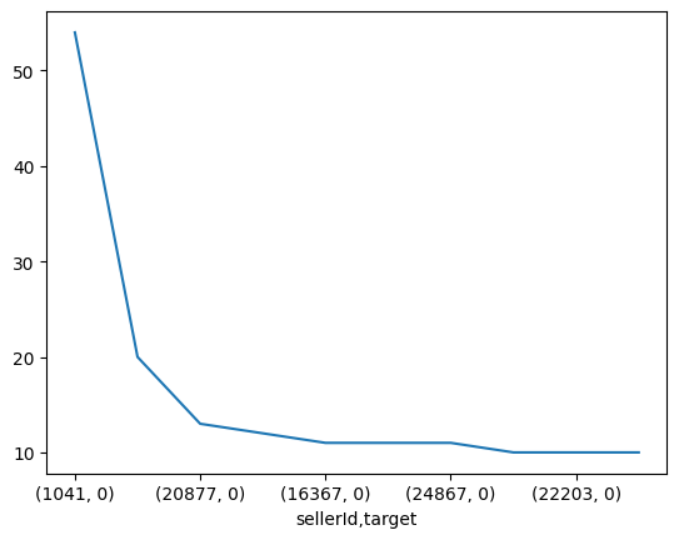 50
40
30
20
10
(1041, 0) (20877, 0) (16367, 0) (24867, 0) (22203, 0)
sellerId,target